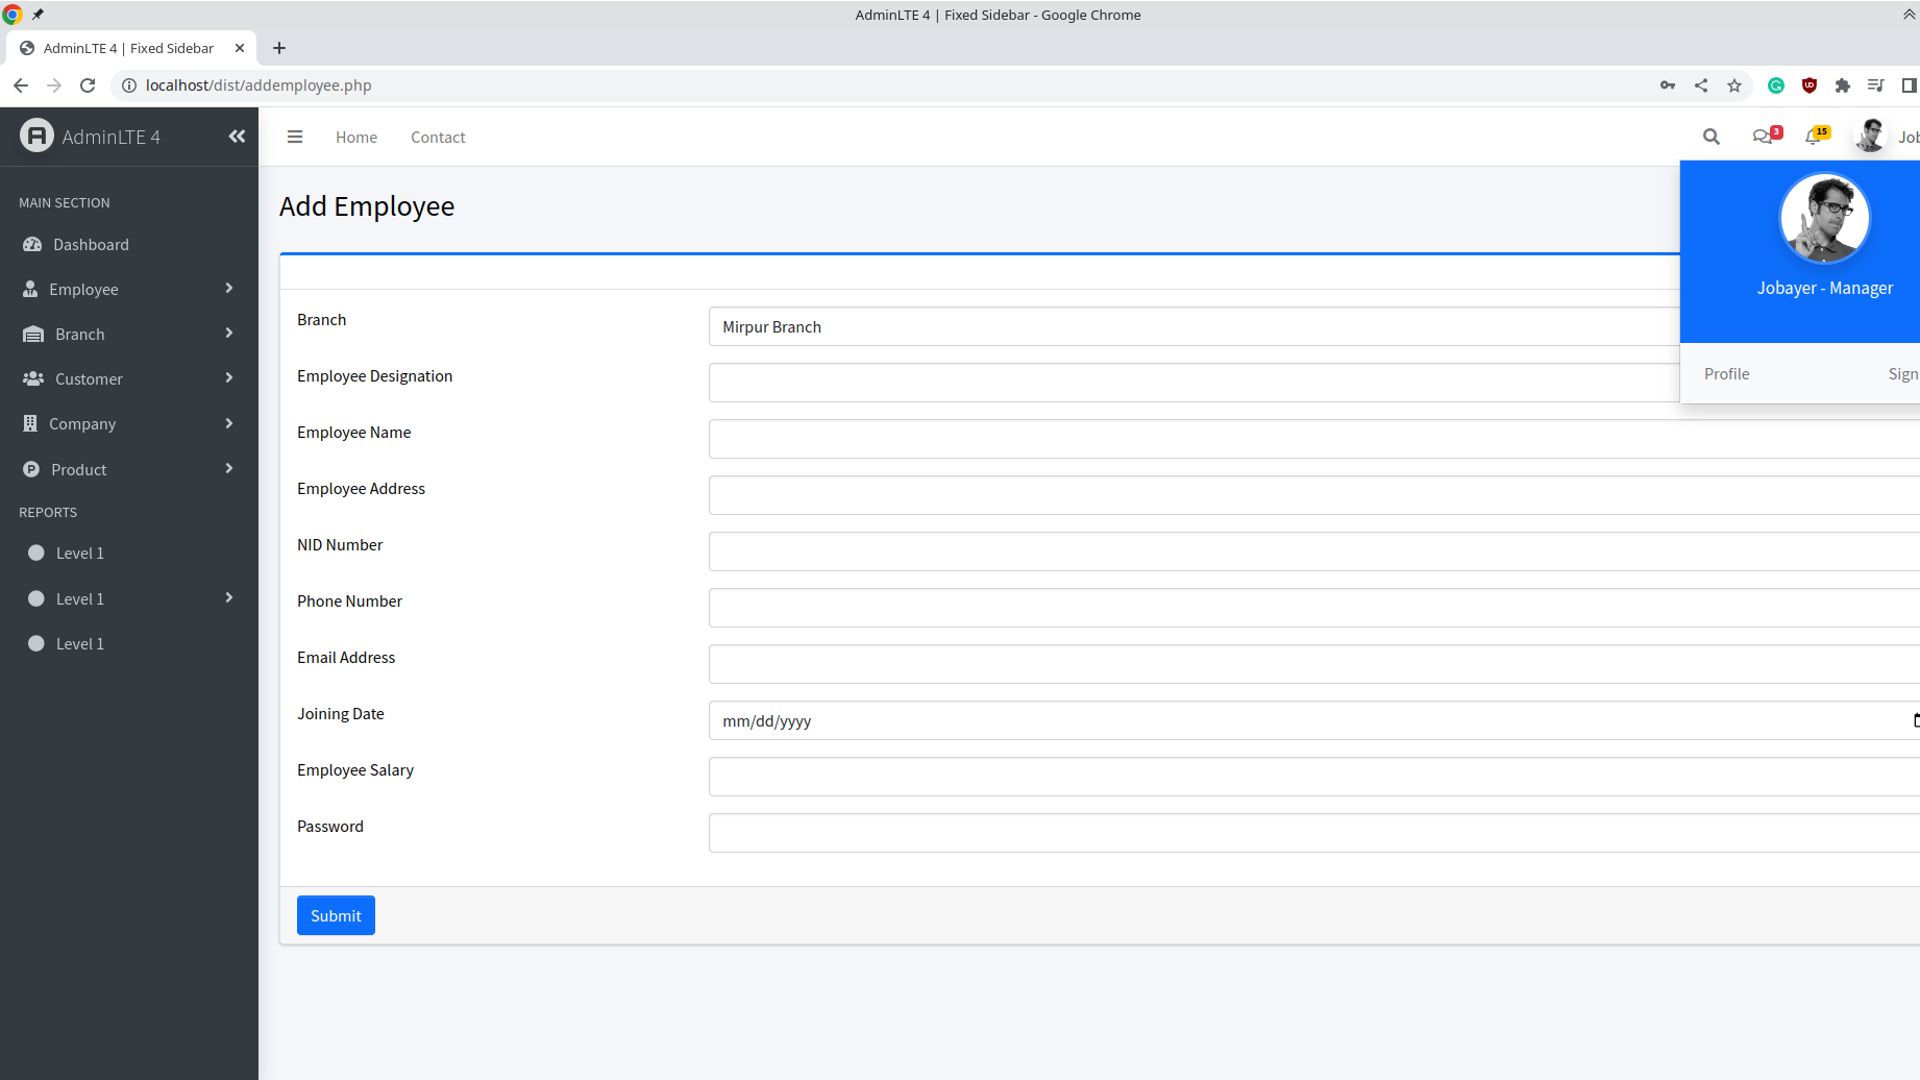 AdminLTE 4 | Fixed Sidebar - Google Chrome
AdminLTE 4 | Fixed Sidebar
localhost/dist/addemployee.php
AdminLTE 4
Home
Contact
3
15
Job
MAIN SECTION
Dashboard
Employee
Branch
Customer
Company
Product
REPORTS
Level 1
Level 1
Level 1
Add Employee
Jobayer - Manager
Profile
Sign
Branch
Mirpur Branch
Employee Designation
Employee Name
Employee Address
NID Number
Phone Number
Email Address
Joining Date
mm/dd/yyyy
Employee Salary
Password
Submit